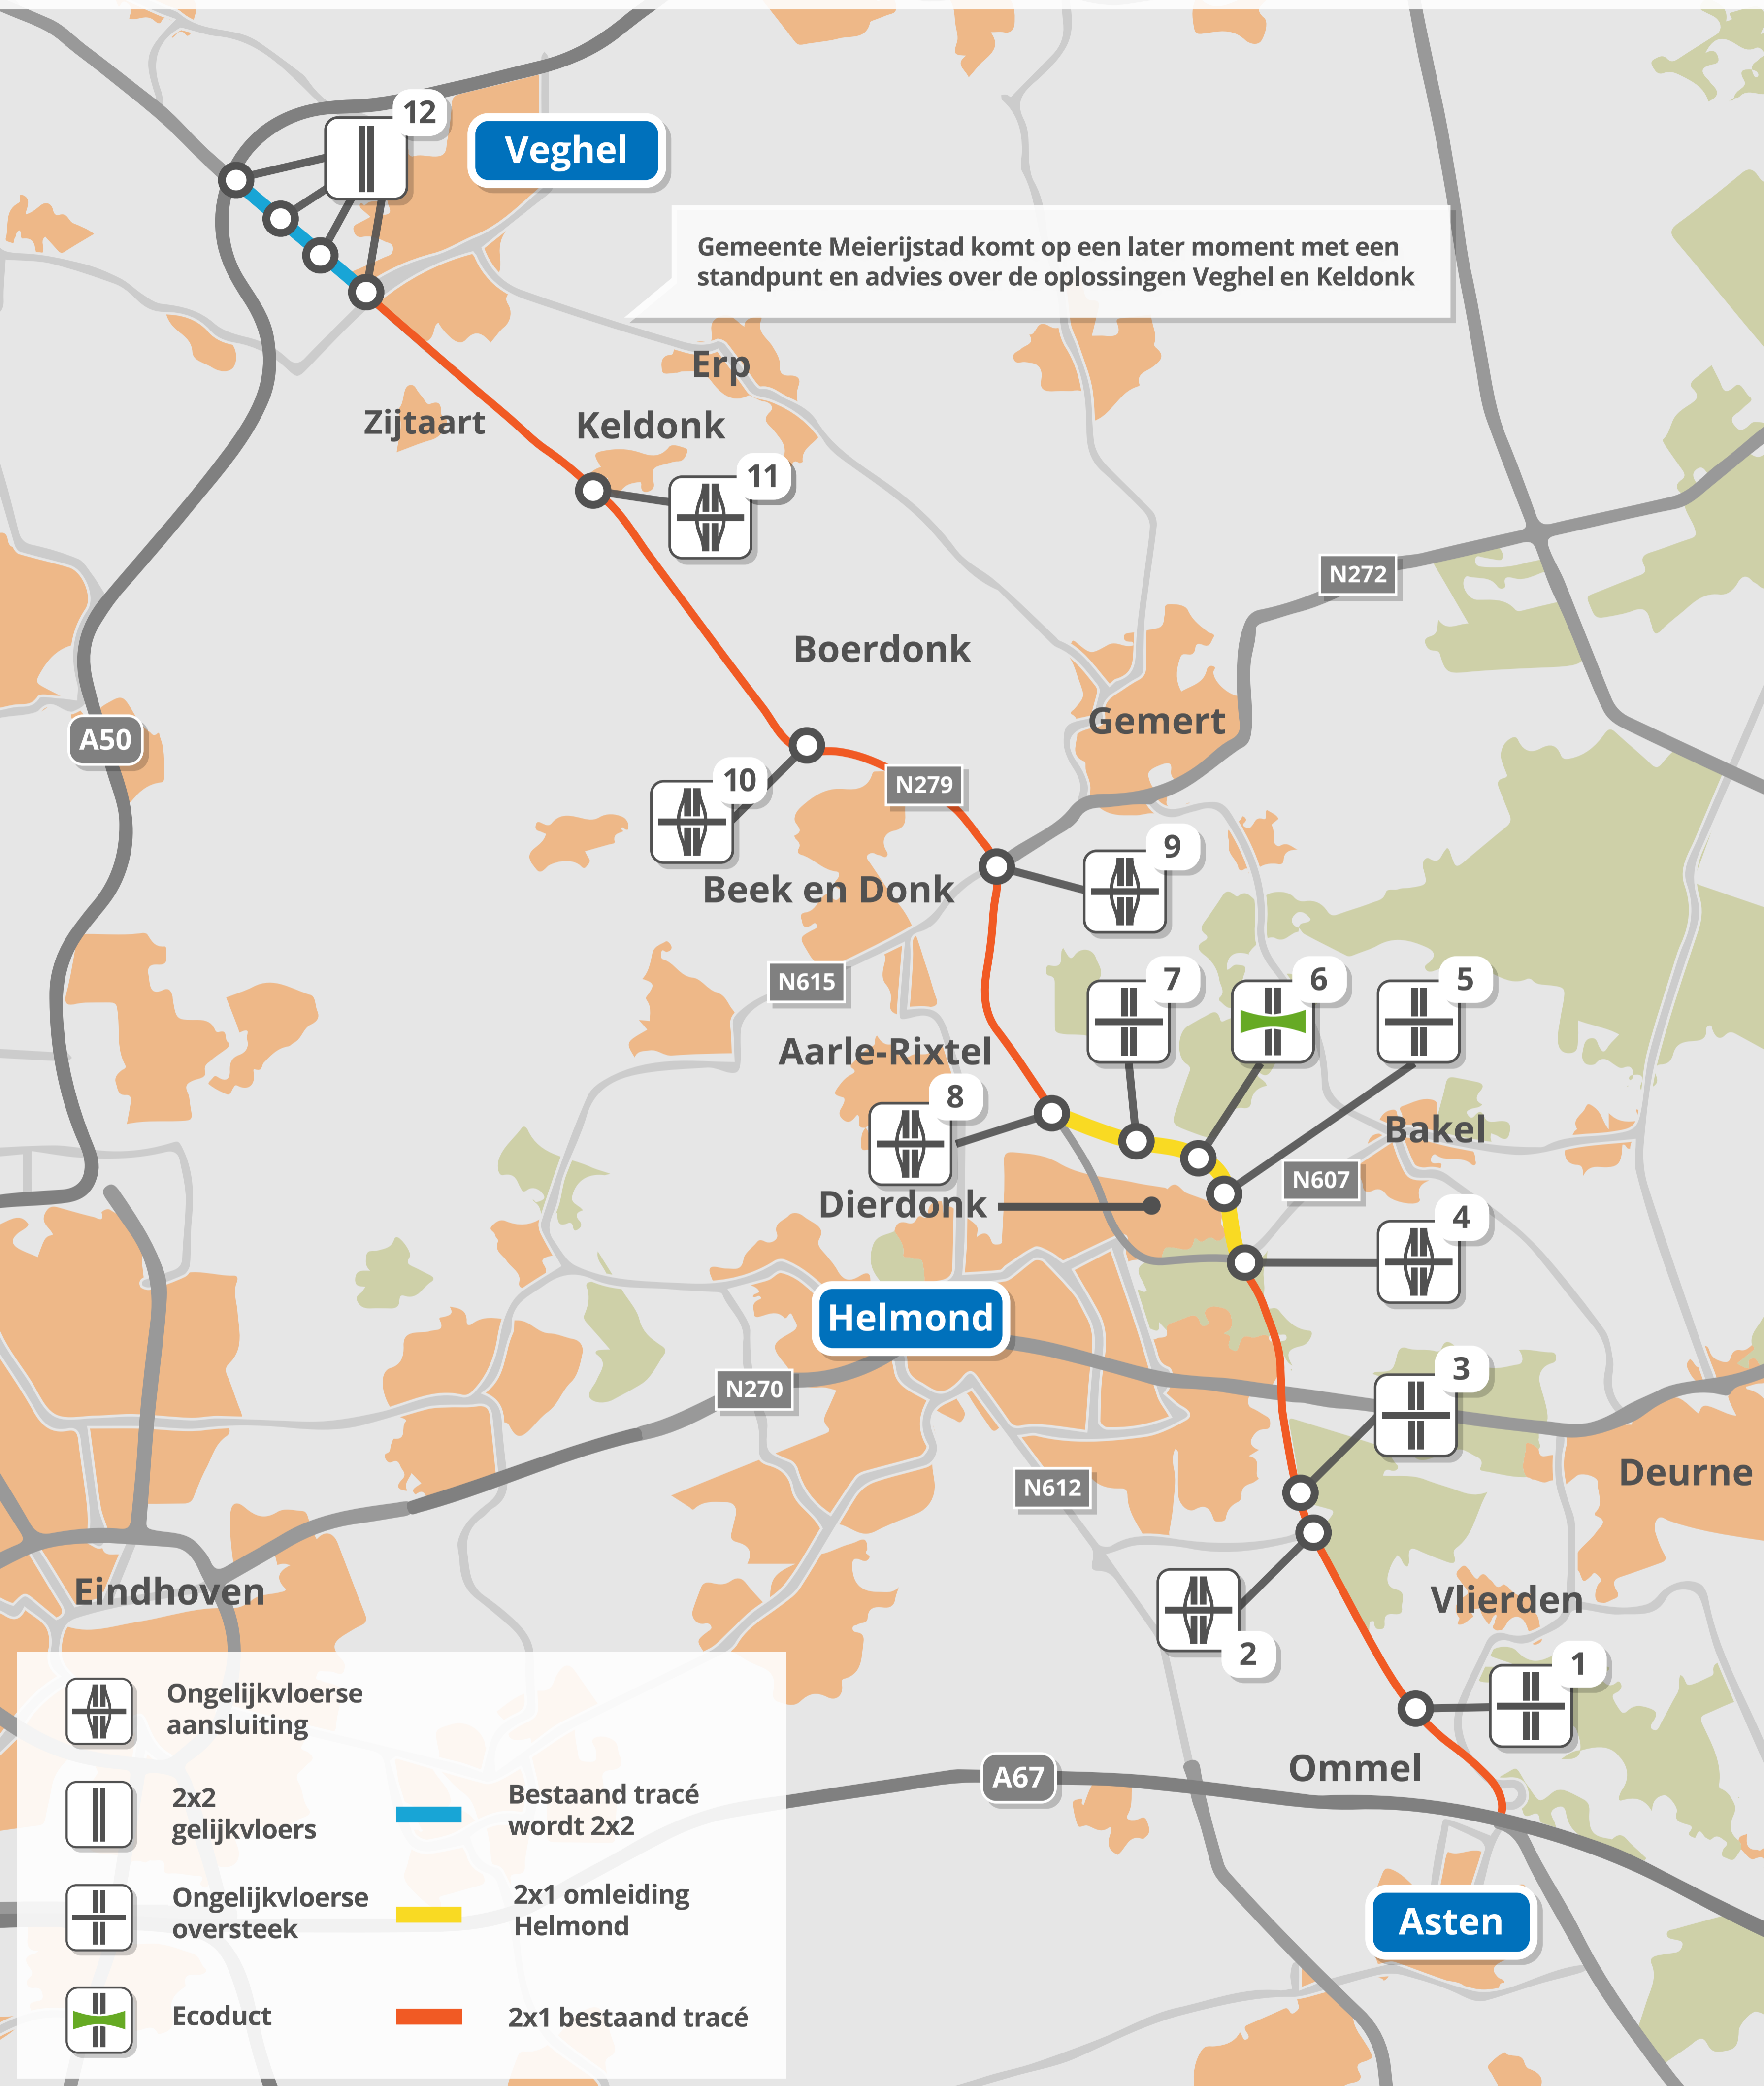 12
Veghel
Gemeente Meierijstad komt op een later moment met een
standpunt en advies over de oplossingen Veghel en Keldonk
Erp
Zijtaart
Keldonk
11
N272
Boerdonk
Gemert
A50
10
N279
9
Beek en Donk
N615
7
6
5
Aarle-Rixtel
8
Bakel
N607
Dierdonk
4
Helmond
3
N270
Deurne
N612
Eindhoven
Vlierden
2
1
Ommel
A67
Asten
Ongelijkvloerse
aansluiting
2x2
gelijkvloers
Bestaand tracé
wordt 2x2
Ongelijkvloerse
oversteek
2x1 omleiding
Helmond
Ecoduct
2x1 bestaand tracé